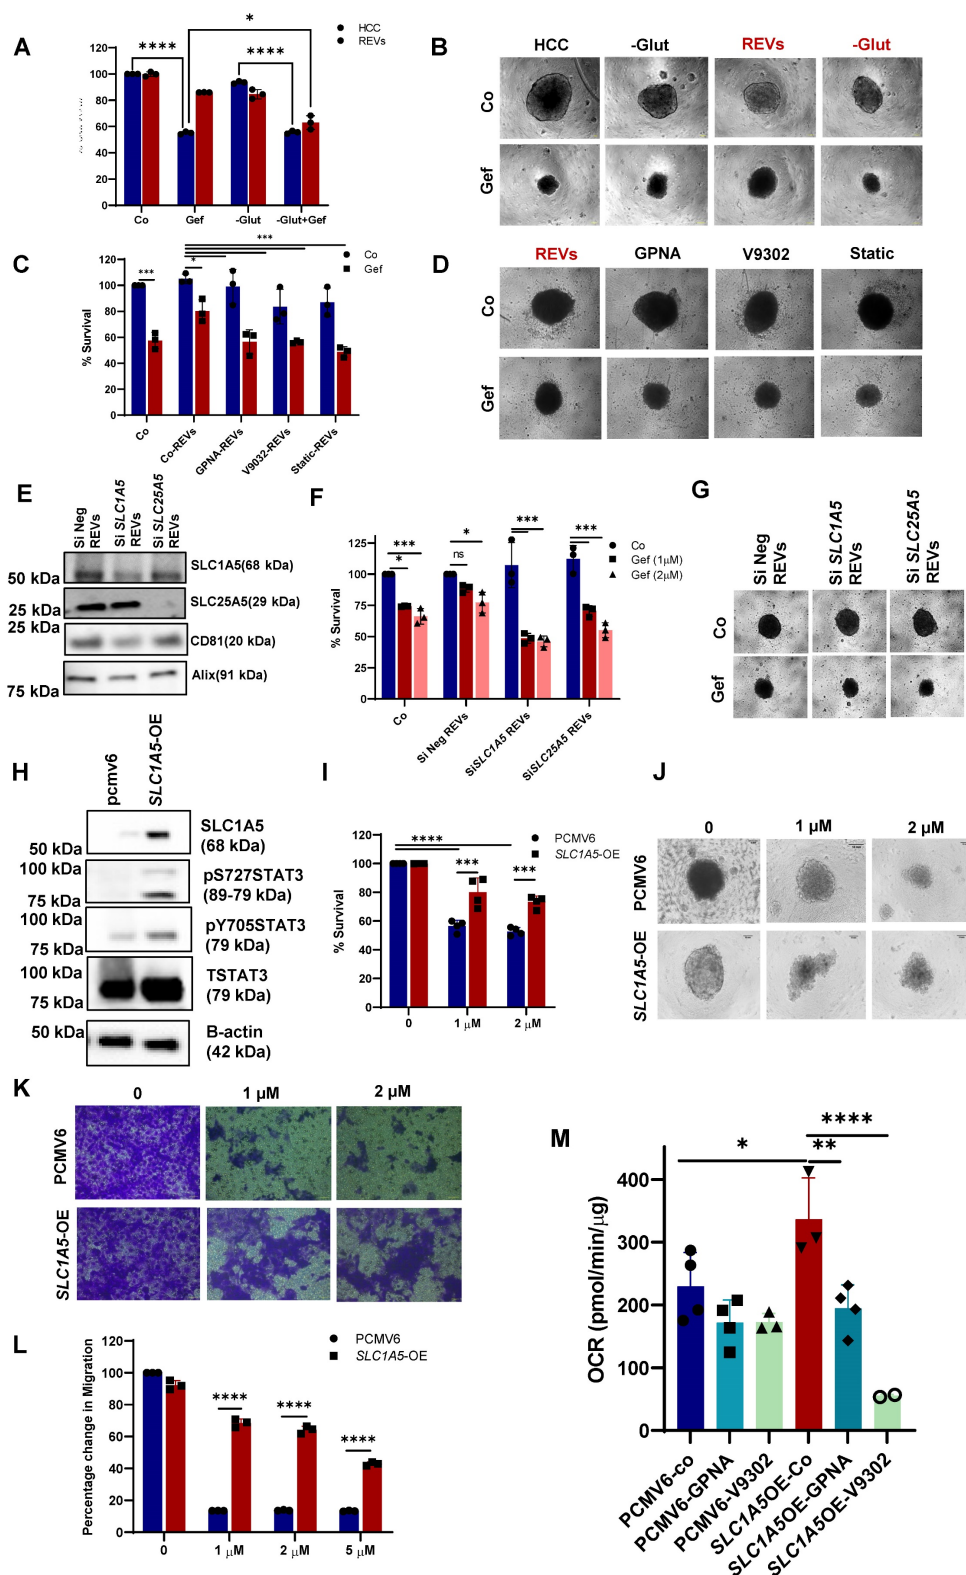 A
* HCC
**** **** REVs
120
100
80
60
40
20
0
Co Gef -Glut -Glut+Gef
B
HCC -Glut REVs -Glut
Co
Gef
C
*** Co
*** * Gef
% Survival
120
100
80
60
40
20
0
Co Co-REVs GPNA-REVs V9032-REVs Static-REVs
D
REVs GPNA V9302 Static
Co
Gef
E
Si Neg REVs
Si SLC1A5 REVs
Si SLC25A5 REVs
50 kDa SLC1A5(68 kDa)
25 kDa SLC25A5(29 kDa)
25 kDa CD81(20 kDa)
75 kDa Alix(91 kDa)
F
*** * *** ***
* ns
Co
Gef (1μM)
Gef (2μM)
% Survival
125
100
75
50
25
0
Co Si Neg REVs SiSLC1A5 REVs SiSLC25A5 REVs
G
Si Neg REVs
Si SLC1A5 REVs
Si SLC25A5 REVs
Co
Gef
H
pcmv6 SLC1A5-OE
50 kDa SLC1A5
(68 kDa)
100 kDa pS727STAT3
75 kDa (89-79 kDa)
100 kDa pY705STAT3
75 kDa (79 kDa)
100 kDa TSTAT3
75 kDa (79 kDa)
50 kDa B-actin
(42 kDa)
I
**** PCMV6
*** *** SLC1A5-OE
% Survival
120
100
80
60
40
20
0
0 1 μM 2 μM
J
0 1 μM 2 μM
PCMV6
SLC1A5-OE
K
0 1 μM 2 μM
PCMV6
SLC1A5-OE
L
PCMV6
SLC1A5-OE
**** **** ****
Percentage change in Migration
120
100
80
60
40
20
0
0 1 μM 2 μM 5 μM
M
****
* **
OCR (pmol/min/μg)
400
300
200
100
0
PCMV6-co
PCMV6-GPNA
PCMV6-V9302
SLC1A5OE-Co
SLC1A5OE-GPNA
SLC1A5OE-V9302